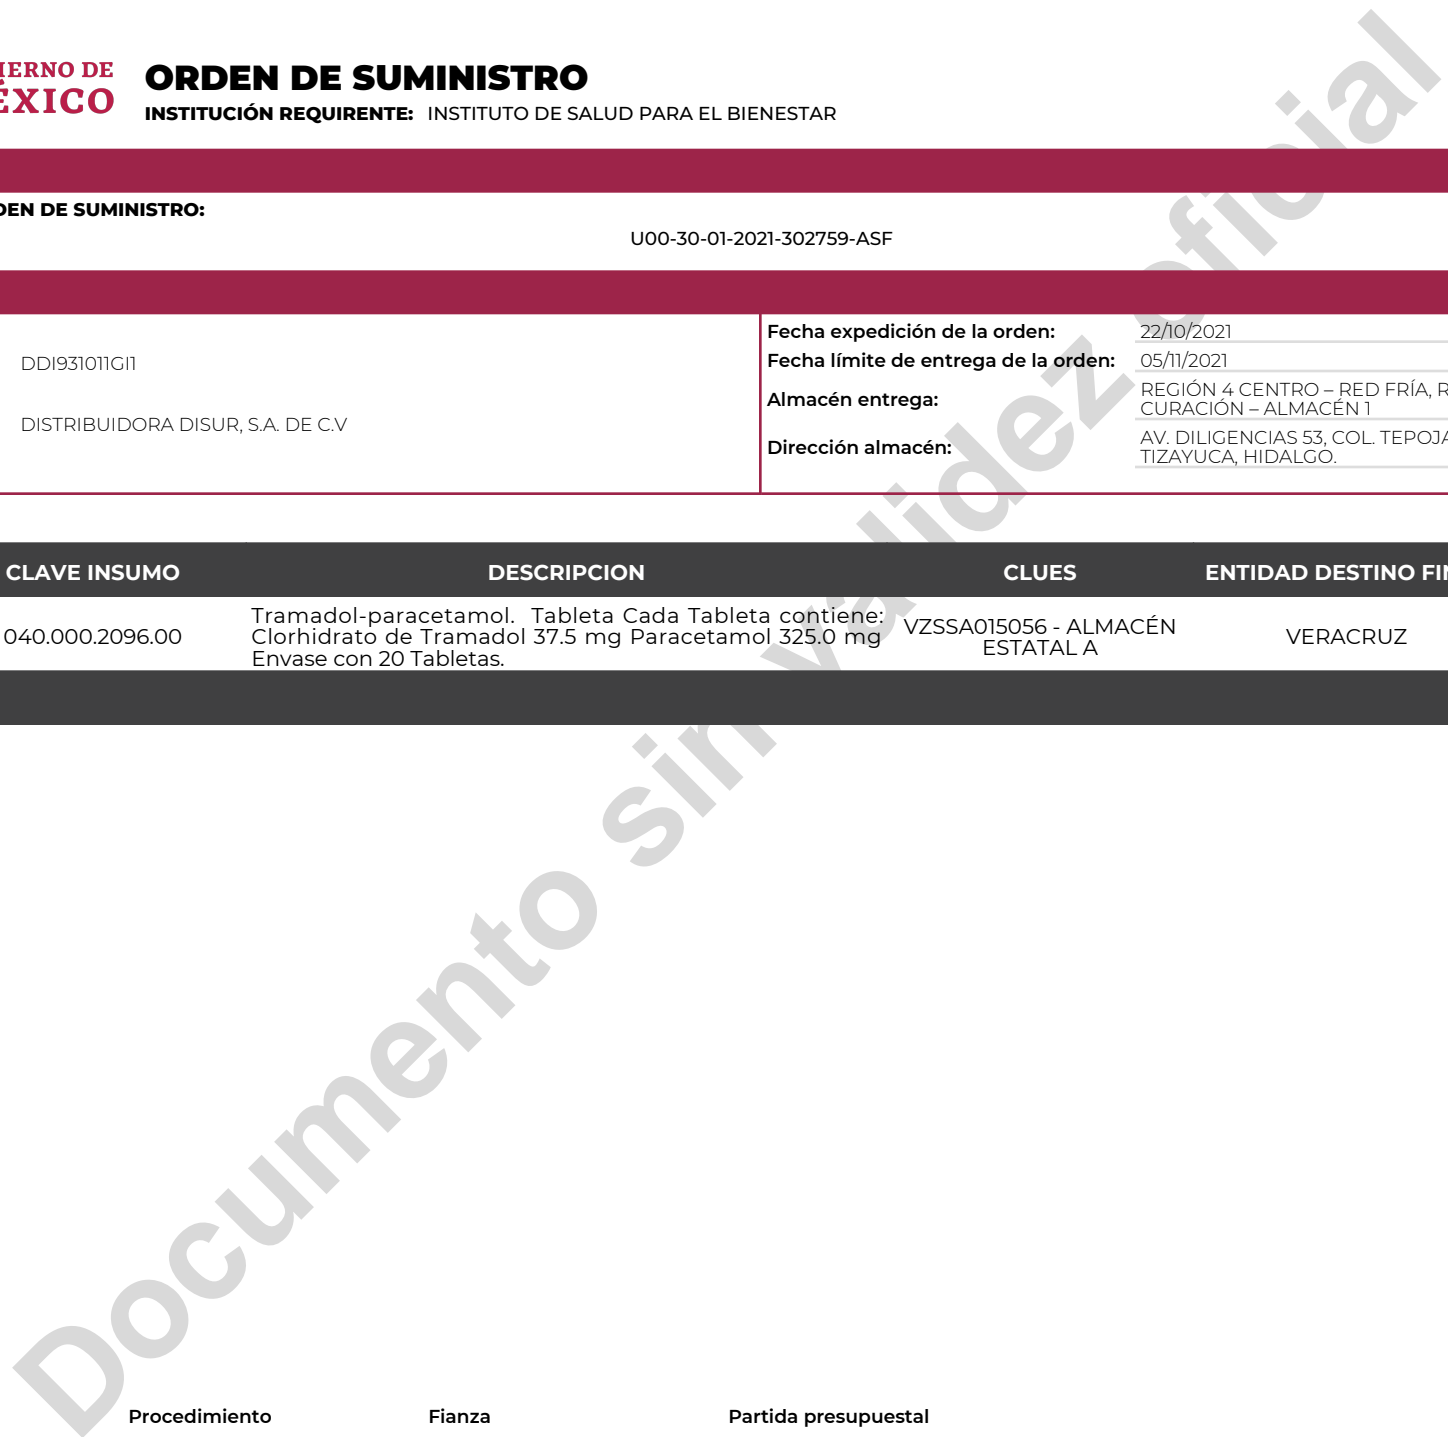 IERNO DE
ÉXICO
ORDEN DE SUMINISTRO
INSTITUCIÓN REQUIRENTE: INSTITUTO DE SALUD PARA EL BIENESTAR
DEN DE SUMINISTRO:
U00-30-01-2021-302759-ASF
DDI931011GI1
DISTRIBUIDORA DISUR, S.A. DE C.V
Fecha expedición de la orden: 22/10/2021
Fecha límite de entrega de la orden: 05/11/2021
Almacén entrega: REGIÓN 4 CENTRO – RED FRÍA, R
CURACIÓN – ALMACÉN 1
Dirección almacén: AV. DILIGENCIAS 53, COL. TEPOJA
TIZAYUCA, HIDALGO.
CLAVE INSUMO DESCRIPCION CLUES ENTIDAD DESTINO FIN
040.000.2096.00
Tramadol-paracetamol. Tableta Cada Tableta contiene:
Clorhidrato de Tramadol 37.5 mg Paracetamol 325.0 mg
Envase con 20 Tabletas.
VZSSA015056 - ALMACÉN
ESTATAL A
VERACRUZ
Documento sin validez oficial
Procedimiento Fianza Partida presupuestal